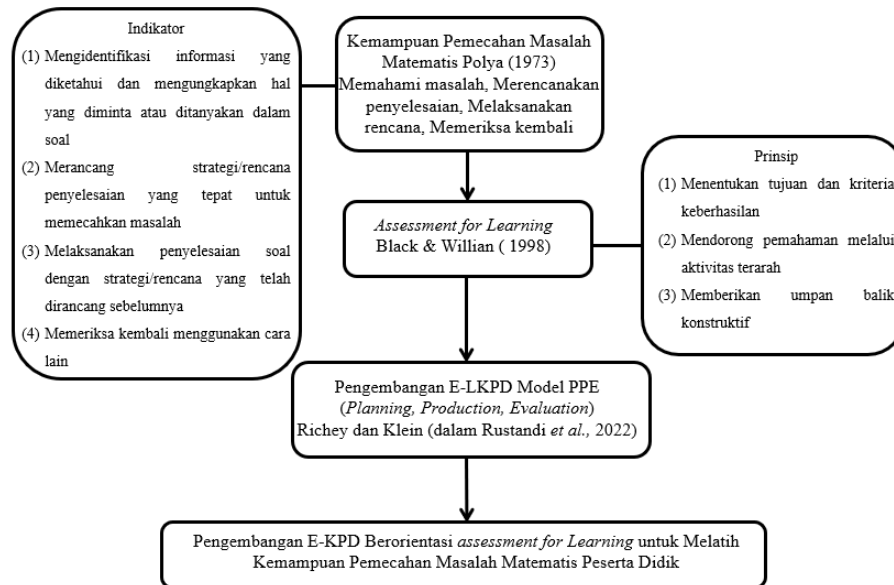 Indikator
(1) Mengidentifikasi informasi yang
diketahui dan mengungkapkan hal
yang diminta atau ditanyakan dalam
soal
(2) Merancang strategi/rencana
penyelesaian yang tepat untuk
memecahkan masalah
(3) Melaksanakan penyelesaian soal
dengan strategi/rencana yang telah
dirancang sebelumnya
(4) Memeriksa kembali menggunakan cara
lain
Kemampuan Pemecahan Masalah
Matematis Polya (1973)
Memahami masalah, Merencanakan
penyelesaian, Melaksanakan
rencana, Memeriksa kembali
Assessment for Learning
Black & Willian ( 1998)
Prinsip
(1) Menentukan tujuan dan kriteria
keberhasilan
(2) Mendorong pemahaman melalui
aktivitas terarah
(3) Memberikan umpan balik
konstruktif
Pengembangan E-LKPD Model PPE
(Planning, Production, Evaluation)
Richey dan Klein (dalam Rustandi et al., 2022)
Pengembangan E-KPD Berorientasi assessment for Learning untuk Melatih
Kemampuan Pemecahan Masalah Matematis Peserta Didik